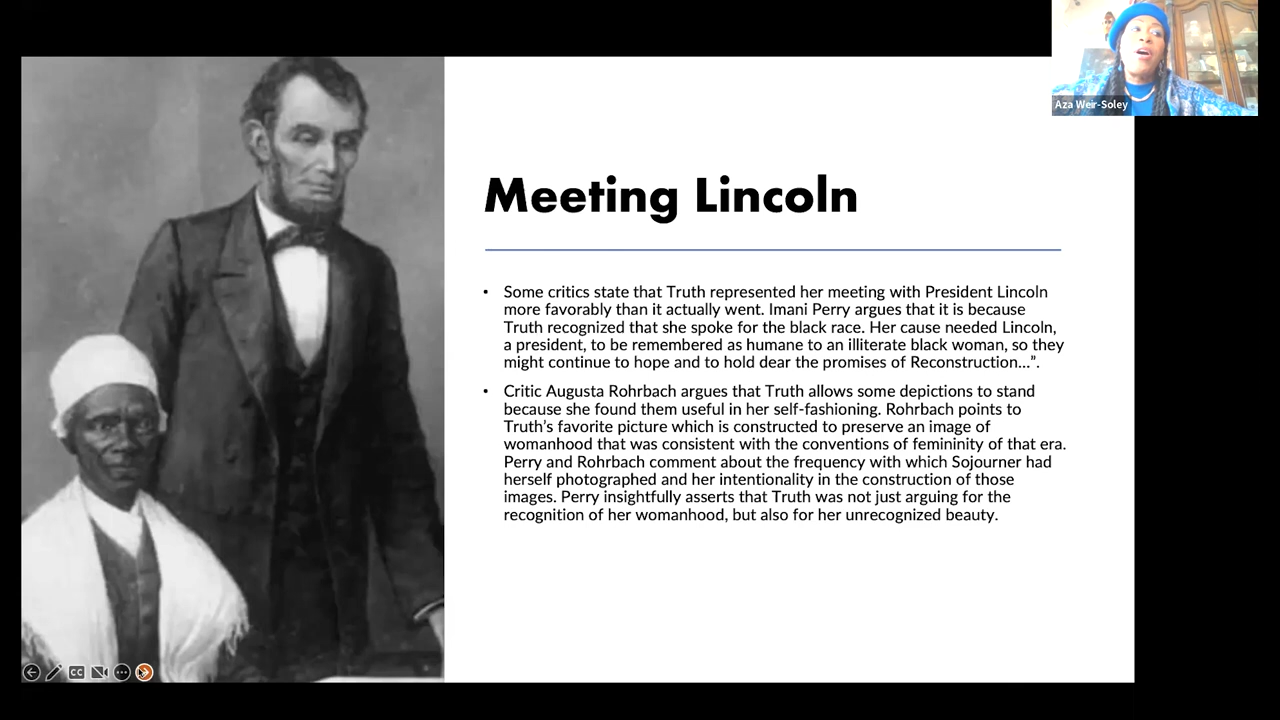 Aza Weir-Soley
Meeting Lincoln
• Some critics state that Truth represented her meeting with President Lincoln
more favorably than it actually went. Imani Perry argues that it is because
Truth recognized that she spoke for the black race. Her cause needed Lincoln,
a president, to be remembered as humane to an illiterate black woman, so they
might continue to hope and to hold dear the promises of Reconstruction…”.
• Critic Augusta Rohrbach argues that Truth allows some depictions to stand
because she found them useful in her self-fashioning. Rohrbach points to
Truth’s favorite picture which is constructed to preserve an image of
womanhood that was consistent with the conventions of femininity of that era.
Perry and Rohrbach comment about the frequency with which Sojourner had
herself photographed and her intentionality in the construction of those
images. Perry insightfully asserts that Truth was not just arguing for the
recognition of her womanhood, but also for her unrecognized beauty.
CC